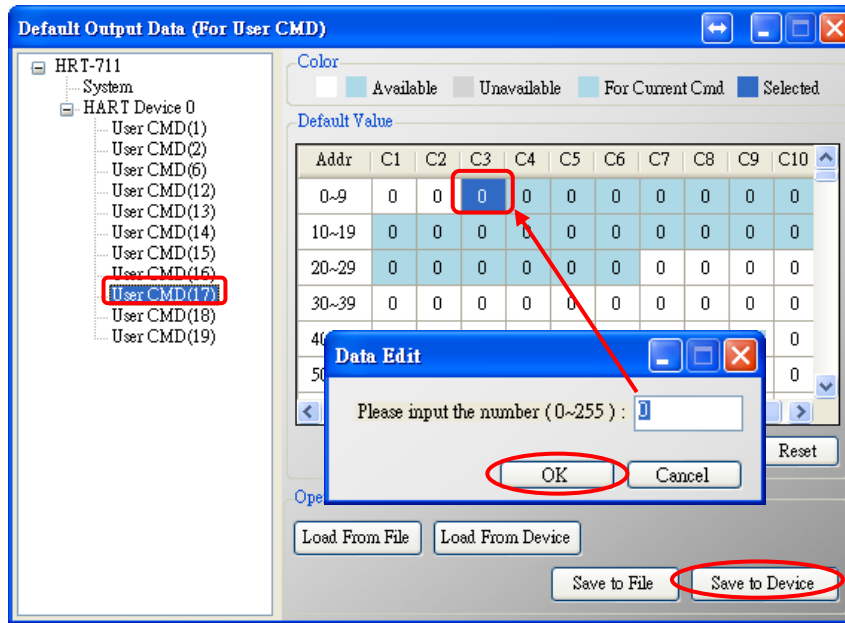 Default Output Data (For User CMD)
HRT-711
System
HART Device 0
User CMD(1)
User CMD(2)
User CMD(6)
User CMD(12)
User CMD(13)
User CMD(14)
User CMD(15)
User CMD(16)
User CMD(17)
User CMD(18)
User CMD(19)
Color
Available Unavailable For Current Cmd Selected
Default Value
Addr C1 C2 C3 C4 C5 C6 C7 C8 C9 C10
0~9 0 0 0 0 0 0 0 0 0 0
10~19 0 0 0 0 0 0 0 0 0 0
20~29 0 0 0 0 0 0 0 0 0 0
30~39 0 0 0 0 0 0 0 0 0 0
0
0
Data Edit
Please input the number ( 0~255 ) : 0
OK Cancel
Reset
Load From File Load From Device
Save to File Save to Device